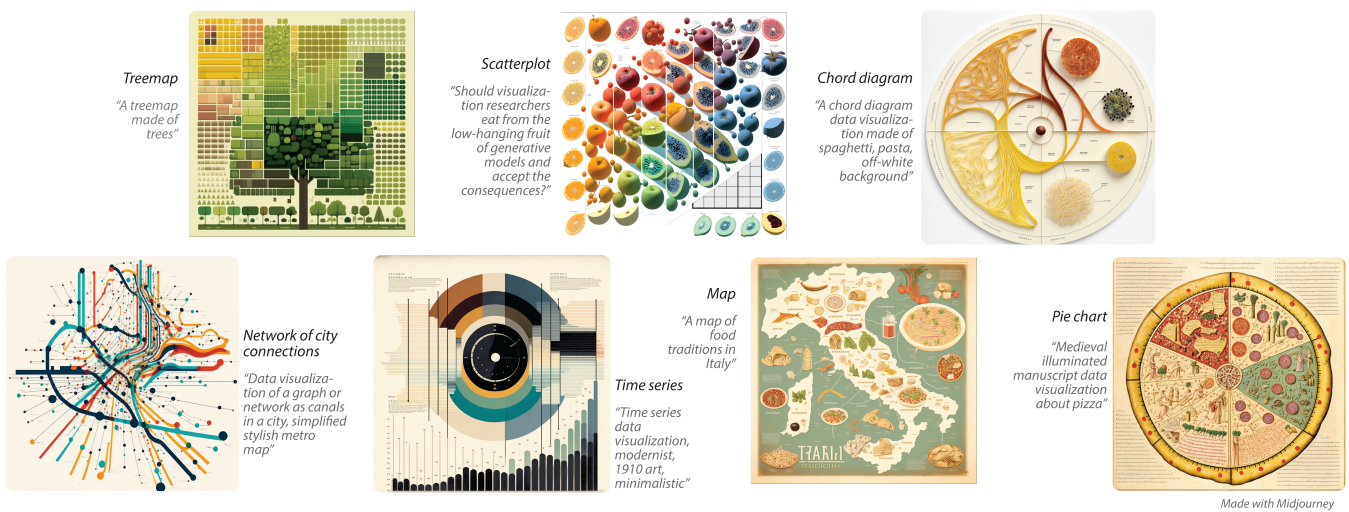 Treemap
“A treemap
made of
trees”
Scatterplot
“Should visualiza-
tion researchers
eat from the
low-hanging fruit
of generative
models and
accept the
consequences?”
Chord diagram
“A chord diagram
data visualiza-
tion made of
spaghetti, pasta,
off-white
background”
Network of city
connections
“Data visualiza-
tion of a graph or
network as canals
in a city, simplified
stylish metro
map”
Time series
“Time series
data
visualization,
modernist,
1910 art,
minimalistic”
Map
“A map of
food
traditions in
Italy”
Pie chart
“Medieval
illuminated
manuscript data
visualization
about pizza”
Made with Midjourney